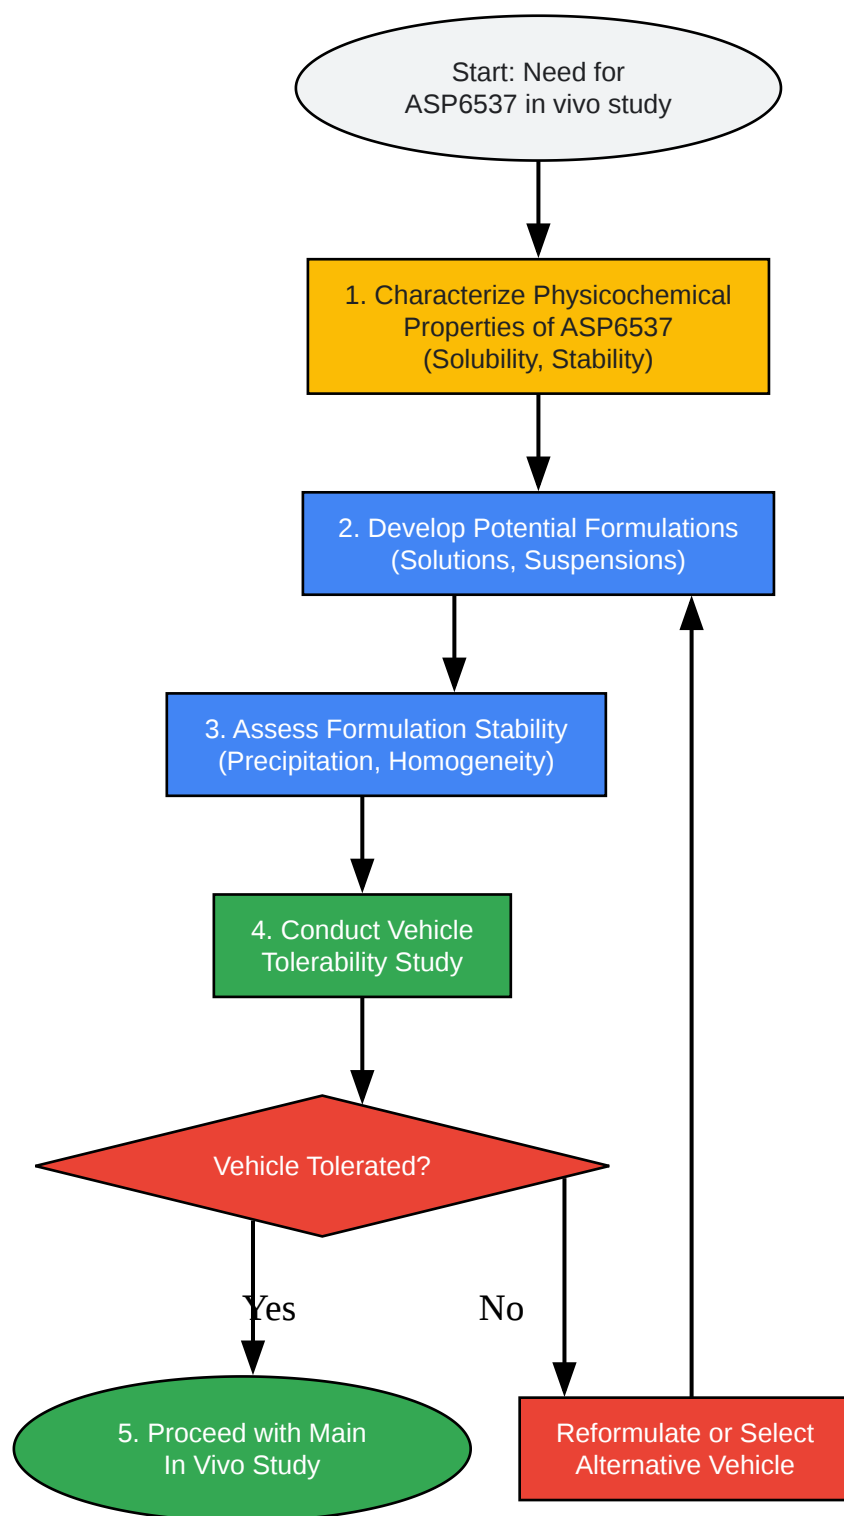 Start: Need for
ASP6537 in vivo study
1. Characterize Physicochemical
Properties of ASP6537
(Solubility, Stability)
2. Develop Potential Formulations
(Solutions, Suspensions)
3. Assess Formulation Stability
(Precipitation, Homogeneity)
4. Conduct Vehicle
Tolerability Study
Vehicle Tolerated?
Yes
No
5. Proceed with Main
In Vivo Study
Reformulate or Select
Alternative Vehicle